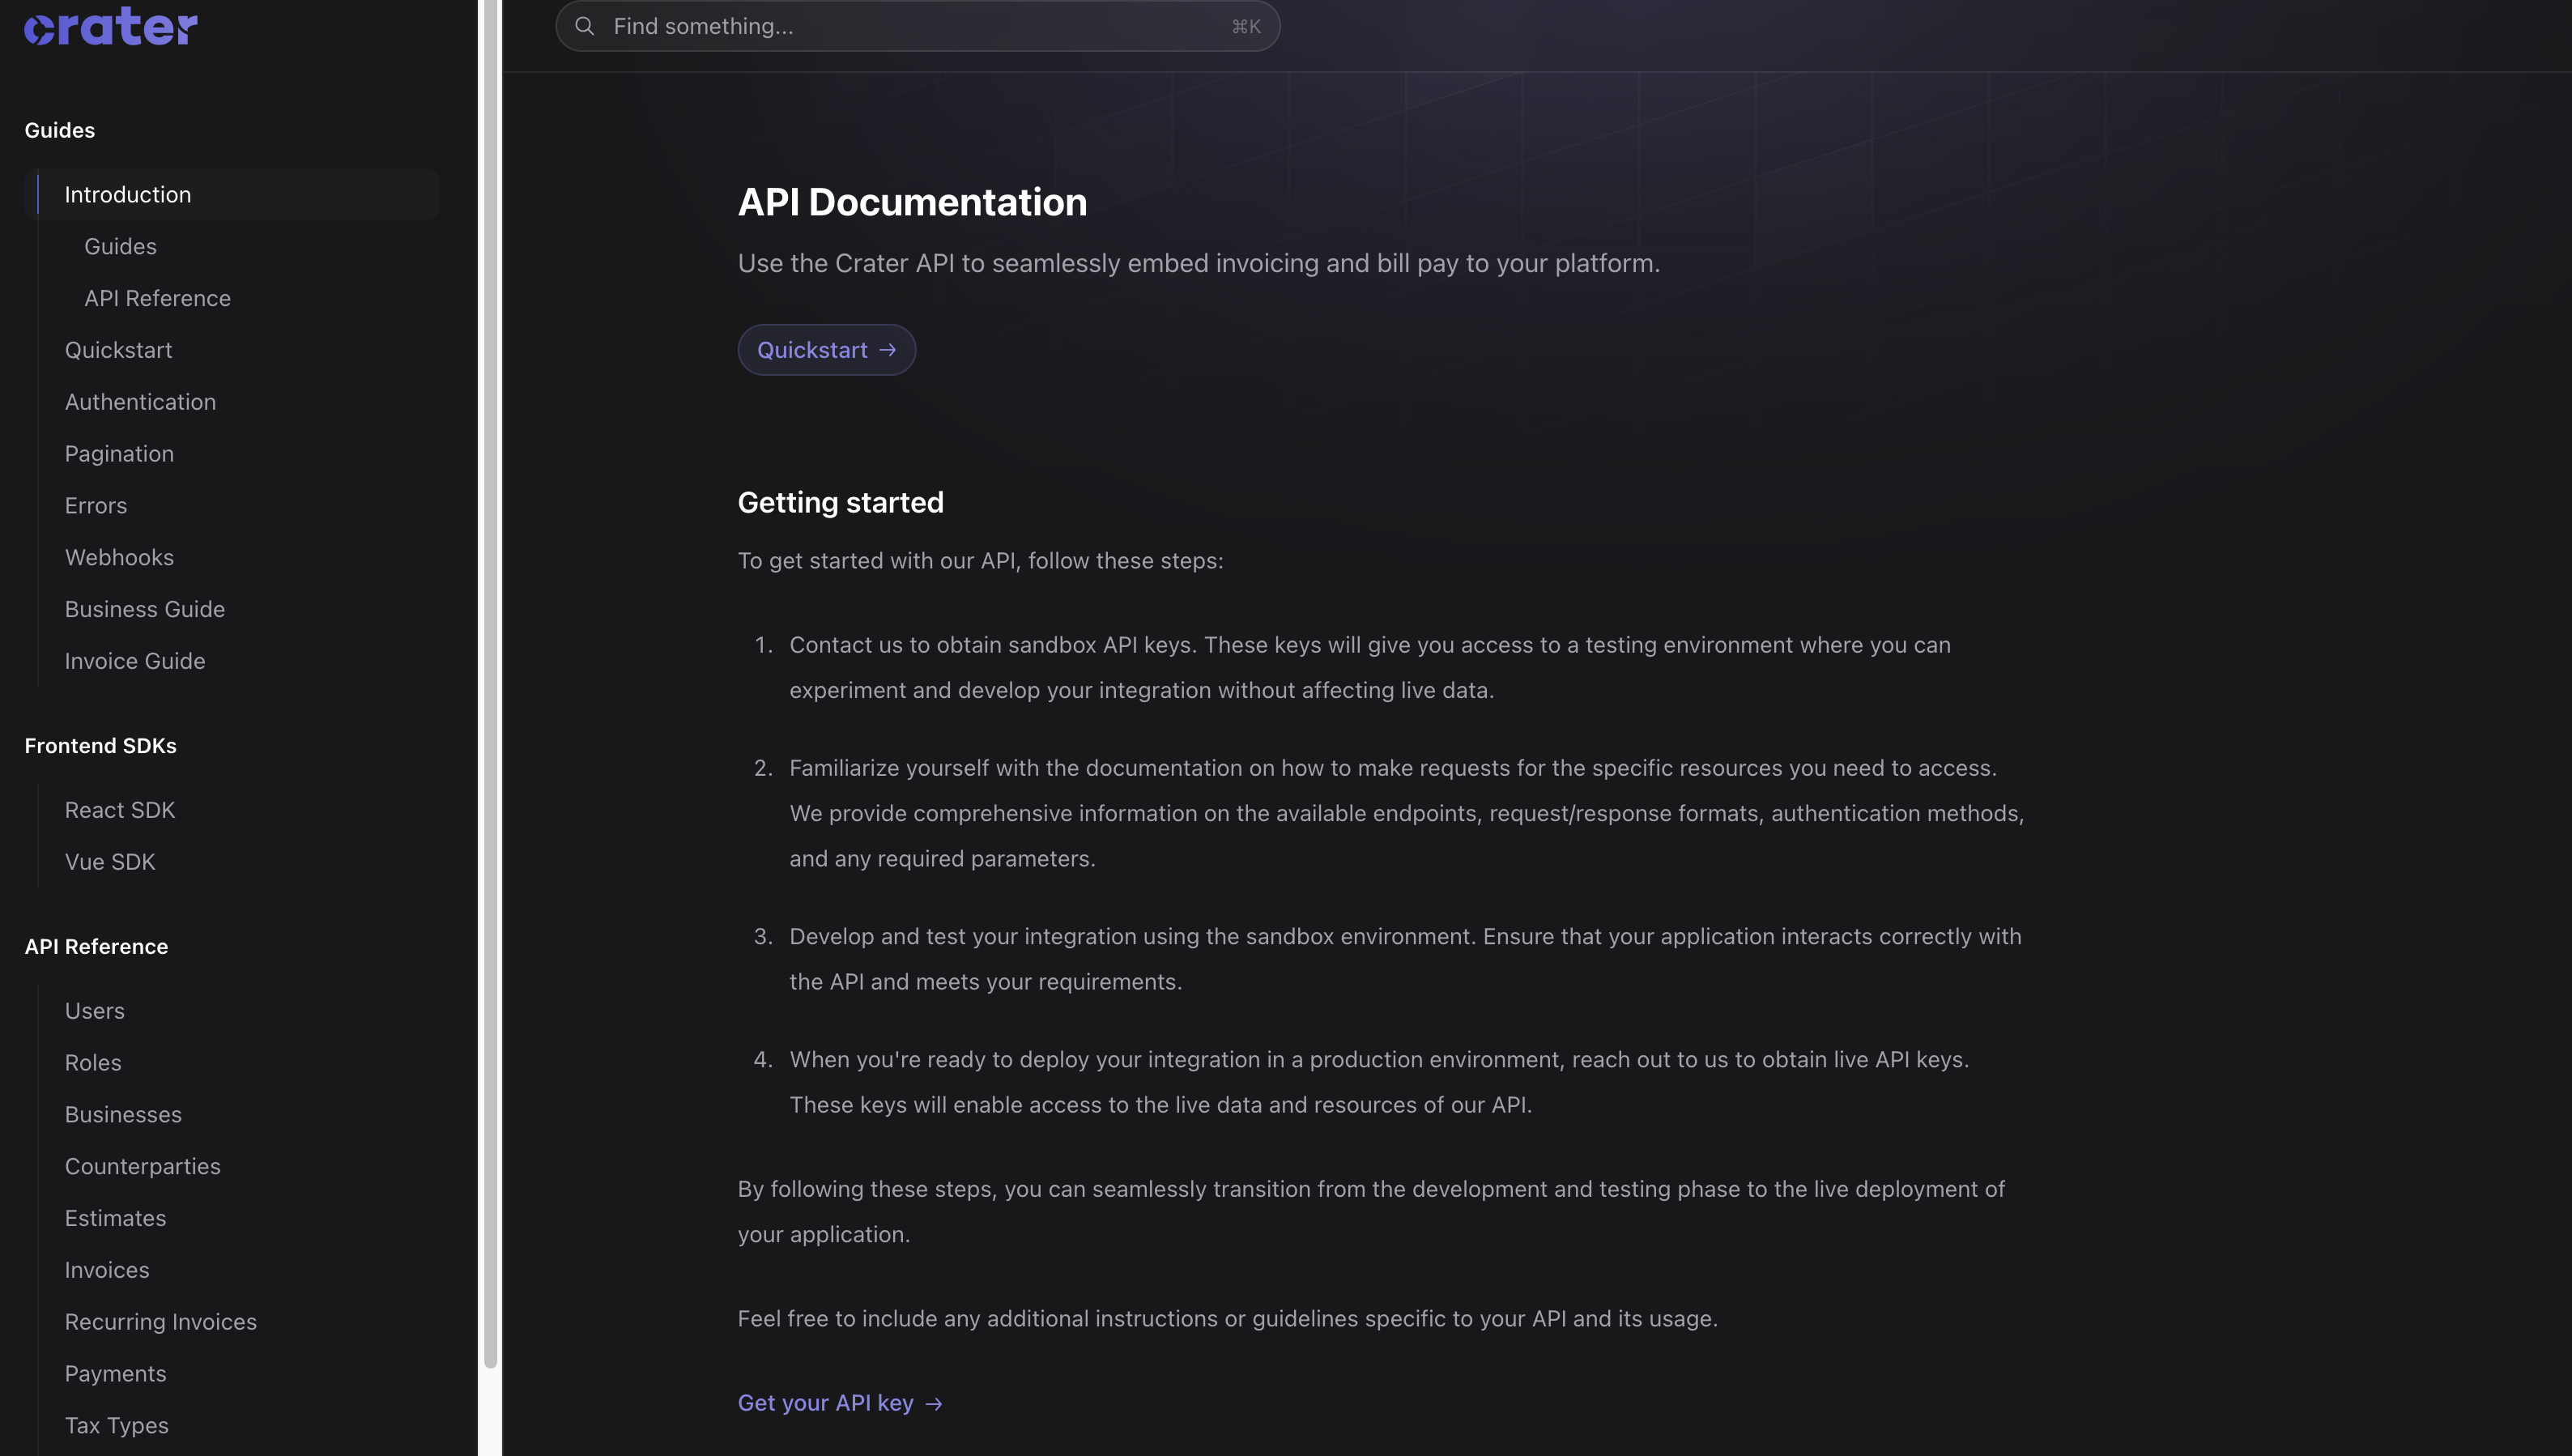 crater
Find something...
⌘K
Guides
Introduction
Guides
API Reference
Quickstart
Authentication
Pagination
Errors
Webhooks
Business Guide
Invoice Guide
Frontend SDKs
React SDK
Vue SDK
API Reference
Users
Roles
Businesses
Counterparties
Estimates
Invoices
Recurring Invoices
Payments
Tax Types
API Documentation
Use the Crater API to seamlessly embed invoicing and bill pay to your platform.
Quickstart →
Getting started
To get started with our API, follow these steps:
1. Contact us to obtain sandbox API keys. These keys will give you access to a testing environment where you can
experiment and develop your integration without affecting live data.
2. Familiarize yourself with the documentation on how to make requests for the specific resources you need to access.
We provide comprehensive information on the available endpoints, request/response formats, authentication methods,
and any required parameters.
3. Develop and test your integration using the sandbox environment. Ensure that your application interacts correctly with
the API and meets your requirements.
4. When you're ready to deploy your integration in a production environment, reach out to us to obtain live API keys.
These keys will enable access to the live data and resources of our API.
By following these steps, you can seamlessly transition from the development and testing phase to the live deployment of
your application.
Feel free to include any additional instructions or guidelines specific to your API and its usage.
Get your API key →